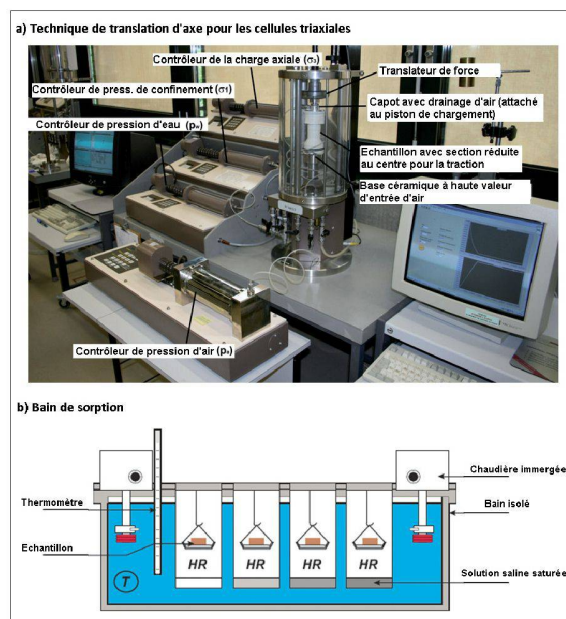 a) Technique de translation d'axe pour les cellules triaxiales
Contrôleur de la charge axiale (σ₃)
Contrôleur de press. de confinement (σ1)
Contrôleur de pression d'eau (pw)
Translateur de force
Capot avec drainage d'air (attaché
au piston de chargement)
Echantillon avec section réduite
au centre pour la traction
Base céramique à haute valeur
d'entrée d'air
Contrôleur de pression d'air (pa)
b) Bain de sorption
Chaudière immergée
Thermomètre
Bain isolé
Echantillon
HR HR HR HR
T
Solution saline saturée